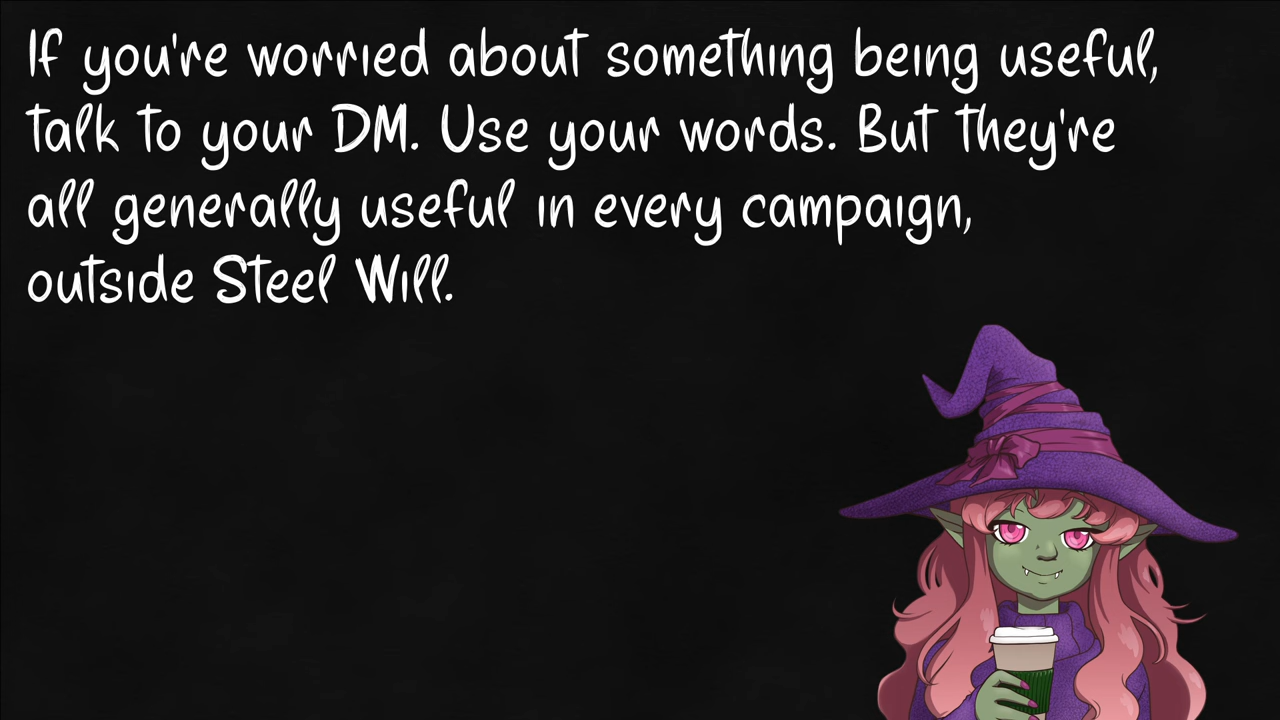 If you're worried about something being useful,
talk to your DM. Use your words. But they're
all generally useful in every campaign,
outside Steel Will.